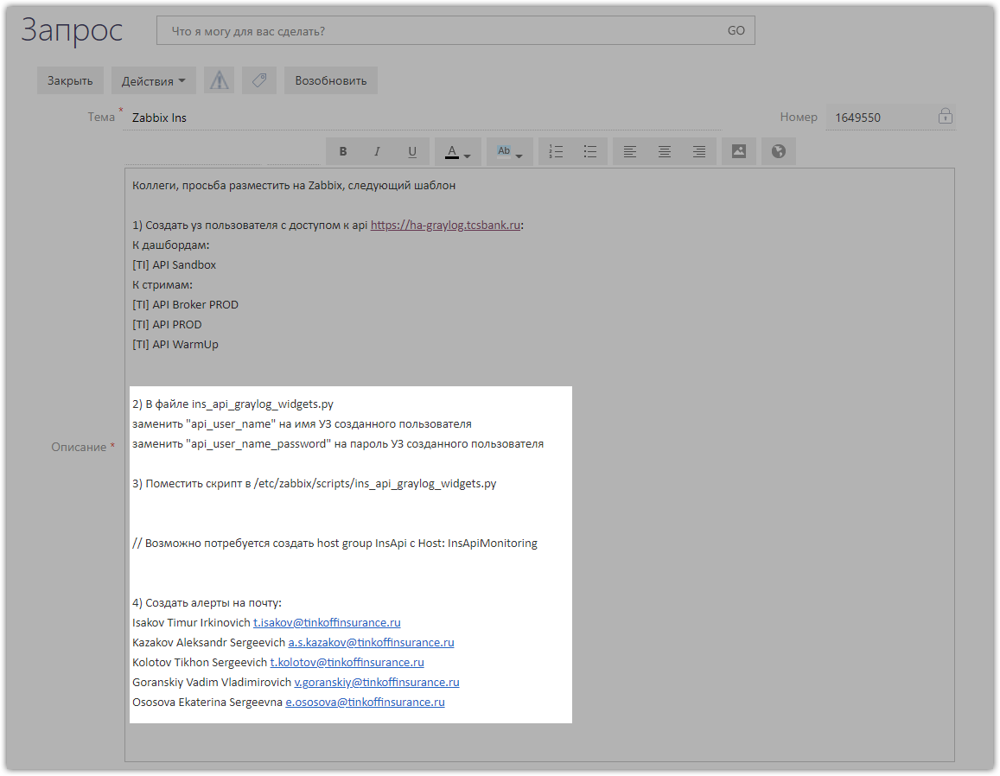 Запрос
Что я могу для вас сделать?
GO
Закрыть
Действия
Возобновить
Тема *
Zabbix Ins
Номер
1649550
B I U A Ab
Коллеги, просьба разместить на Zabbix, следующий шаблон
1) Создать уз пользователя с доступом к api https://ha-graylog.tcsbank.ru:
К дашбордам:
[TI] API Sandbox
К стримам:
[TI] API Broker PROD
[TI] API PROD
[TI] API WarmUp
2) В файле ins_api_graylog_widgets.py
заменить "api_user_name" на имя УЗ созданного пользователя
Описание *
заменить "api_user_name_password" на пароль УЗ созданного пользователя
3) Поместить скрипт в /etc/zabbix/scripts/ins_api_graylog_widgets.py
// Возможно потребуется создать host group InsApi с Host: InsApiMonitoring
4) Создать алерты на почту:
Isakov Timur Irkinovich t.isakov@tinkoffinsurance.ru
Kazakov Aleksandr Sergeevich a.s.kazakov@tinkoffinsurance.ru
Kolotov Tikhon Sergeevich t.kolotov@tinkoffinsurance.ru
Goranskiy Vadim Vladimirovich v.goranskiy@tinkoffinsurance.ru
Ososova Ekaterina Sergeevna e.ososova@tinkoffinsurance.ru